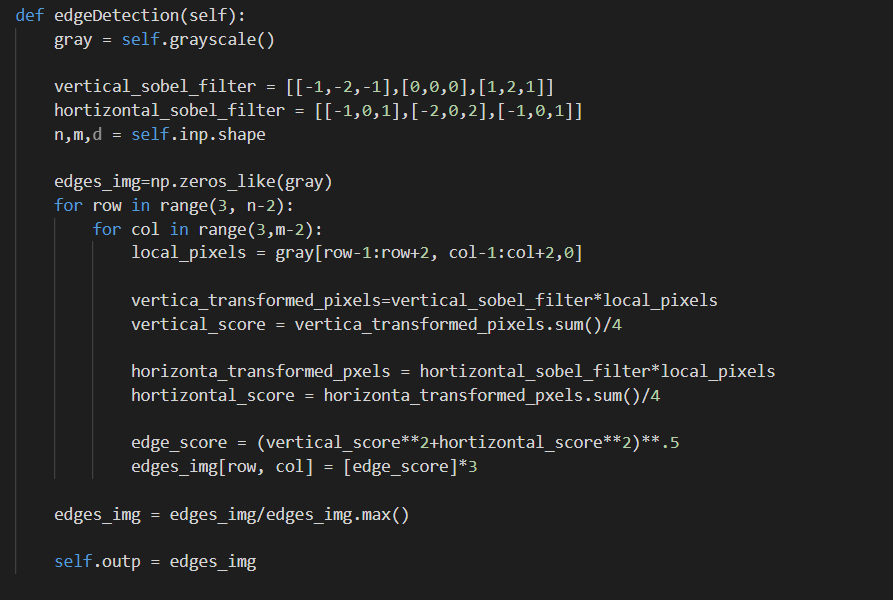 def edgeDetection(self):
gray = self.grayscale()
vertical_sobel_filter = [[-1,-2,-1],[0,0,0],[1,2,1]]
hortizontal_sobel_filter = [[-1,0,1],[-2,0,2],[-1,0,1]]
n,m,d = self.inp.shape
edges_img=np.zeros_like(gray)
for row in range(3, n-2):
for col in range(3,m-2):
local_pixels = gray[row-1:row+2, col-1:col+2,0]
vertica_transformed_pixels=vertical_sobel_filter*local_pixels
vertical_score = vertica_transformed_pixels.sum()/4
horizonta_transformed_pxels = hortizontal_sobel_filter*local_pixels
hortizontal_score = horizonta_transformed_pxels.sum()/4
edge_score = (vertical_score**2+hortizontal_score**2)**.5
edges_img[row, col] = [edge_score]*3
edges_img = edges_img/edges_img.max()
self.outp = edges_img